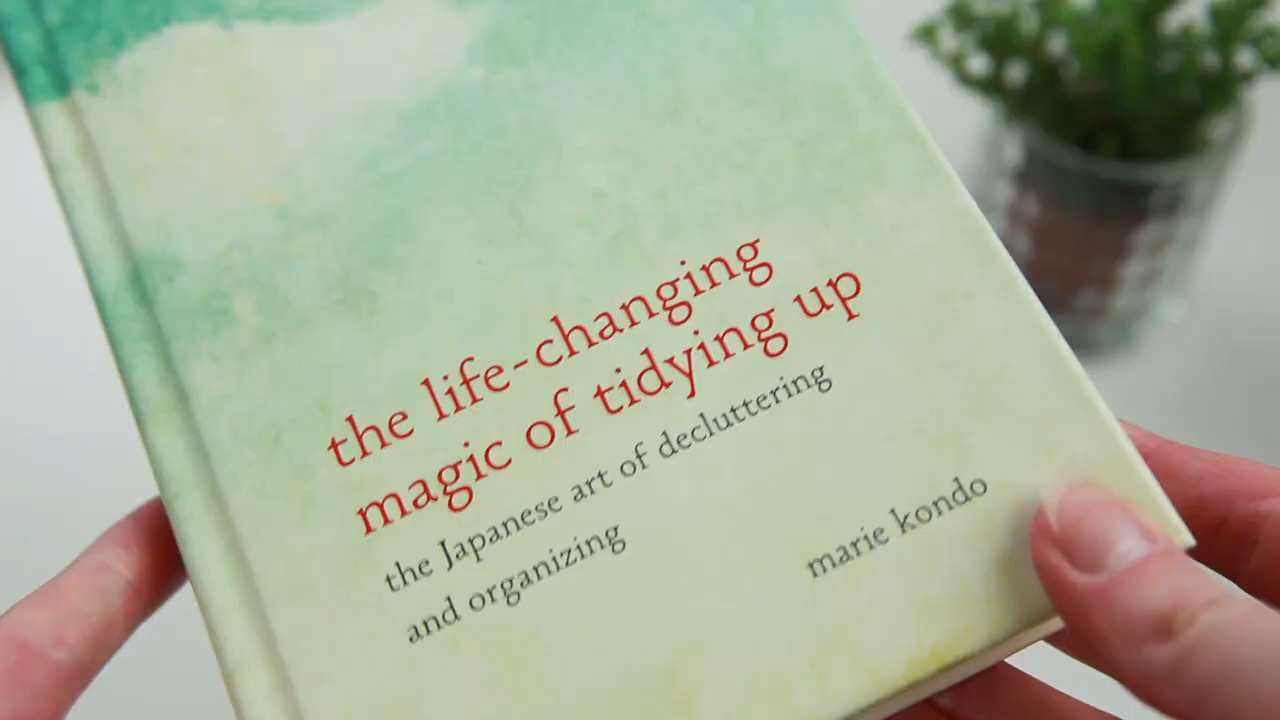 the life-changing
magic of tidying up
the Japanese art of decluttering
and organizing
marie kondo